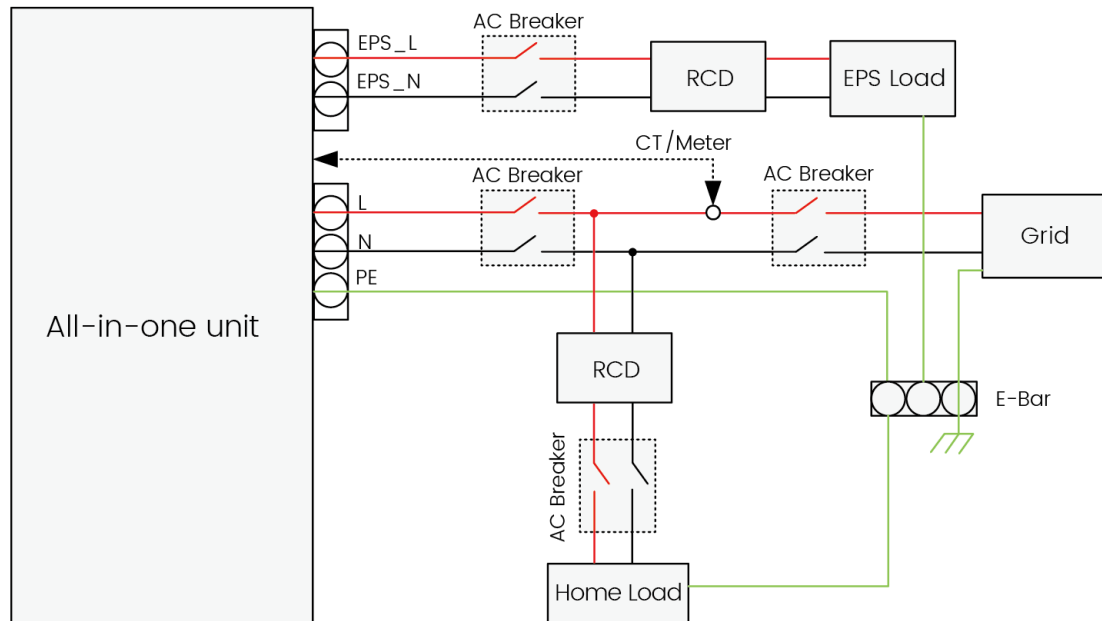 AC Breaker
EPS_L
EPS_N
RCD
EPS Load
CT/Meter
AC Breaker
AC Breaker
L
N
PE
Grid
All-in-one unit
RCD
E-Bar
AC Breaker
Home Load